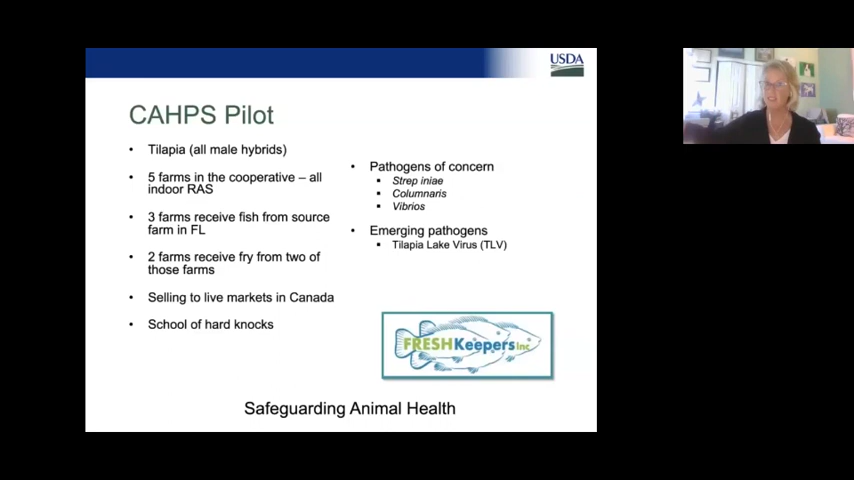 USDA
CAHPS Pilot
• Tilapia (all male hybrids)
• 5 farms in the cooperative – all
indoor RAS
• 3 farms receive fish from source
farm in FL
• 2 farms receive fry from two of
those farms
• Selling to live markets in Canada
• School of hard knocks
• Pathogens of concern
▪ Strep iniae
▪ Columnaris
▪ Vibrios
• Emerging pathogens
▪ Tilapia Lake Virus (TLV)
FRESHKeepers Inc
Safeguarding Animal Health